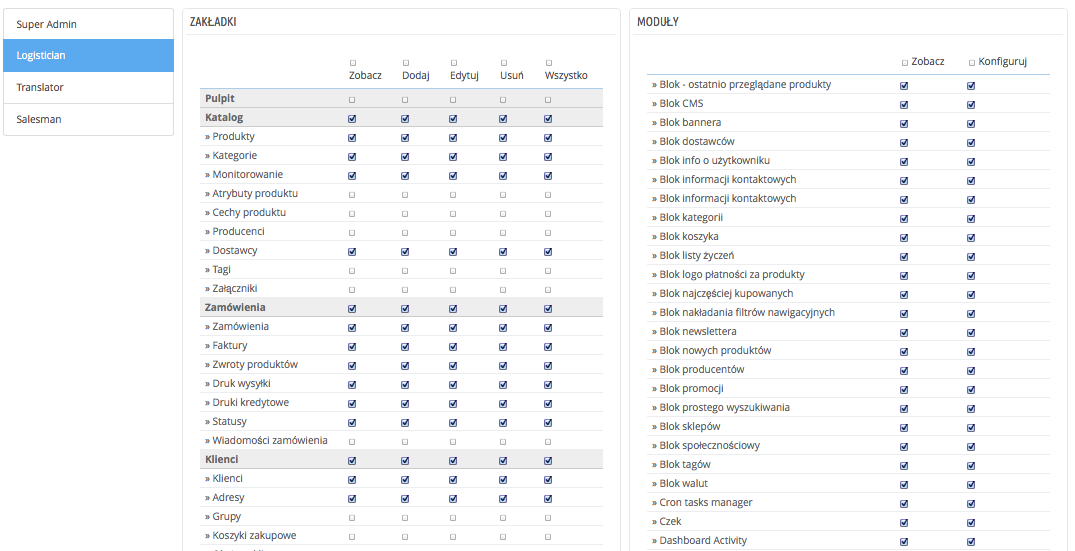 Super Admin
Logistician
Translator
Salesman
ZAKŁADKI
Zobacz Dodaj Edytuj Usuń Wszystko
Pulpit
Katalog
» Produkty
» Kategorie
» Monitorowanie
» Atrybuty produktu
» Cechy produktu
» Producenci
» Dostawcy
» Tagi
» Załączniki
Zamówienia
» Zamówienia
» Faktury
» Zwroty produktów
» Druk wysyłki
» Druki kredytowe
» Statusy
» Wiadomości zamówienia
Klienci
» Klienci
» Adresy
» Grupy
» Koszyki zakupowe
MODUŁY
Zobacz Konfiguruj
» Blok - ostatnio przeglądane produkty
» Blok CMS
» Blok bannera
» Blok dostawców
» Blok info o użytkowniku
» Blok informacji kontaktowych
» Blok informacji kontaktowych
» Blok kategorii
» Blok koszyka
» Blok listy życzeń
» Blok logo płatności za produkty
» Blok najczęściej kupowanych
» Blok nakładania filtrów nawigacyjnych
» Blok newslettera
» Blok nowych produktów
» Blok producentów
» Blok promocji
» Blok prostego wyszukiwania
» Blok sklepów
» Blok społecznościowy
» Blok tagów
» Blok walut
» Cron tasks manager
» Czek
» Dashboard Activity